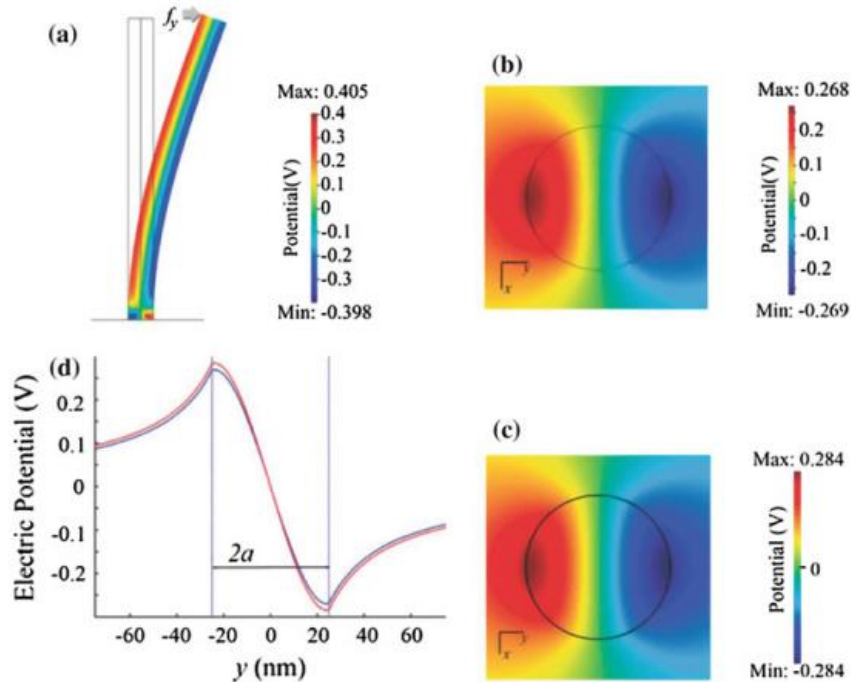 (a)
f_y
Max: 0.405
0.4
0.3
0.2
0.1
0
-0.1
-0.2
-0.3
Potential(V)
Min: -0.398
(b)
Max: 0.268
0.2
0.1
0
-0.1
-0.2
Potential(V)
Min: -0.269
y
x
(d)
Electric Potential (V)
0.2
0.1
0
-0.1
-0.2
2a
-60 -40 -20 0 20 40 60
y (nm)
(c)
Max: 0.284
0
Potential (V)
Min: -0.284
y
x